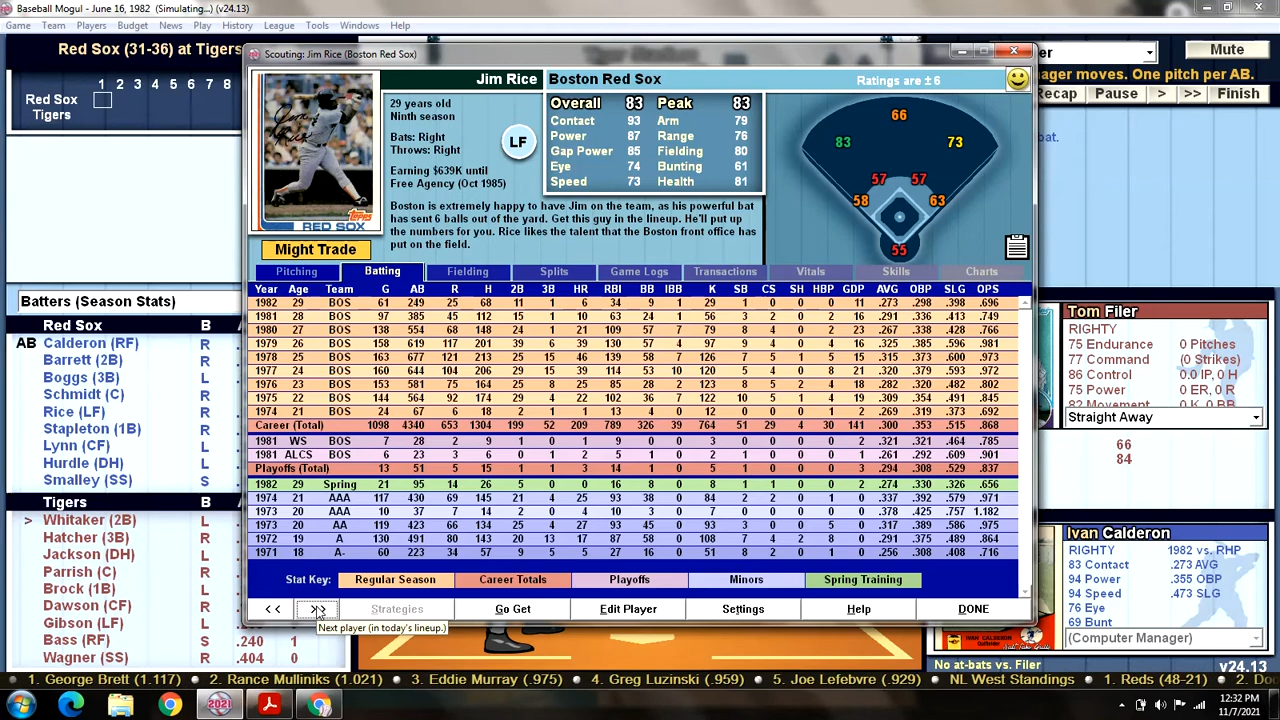 Baseball Mogul - June 16, 1982 (Simulating...) (v24.13)
Game Team Players Budget News Play History League Tools Windows Help
Red Sox (31-36) at Tigers
1 2 3 4 5 6 7 8
Red Sox
Tigers
Mute
nager moves. One pitch per AB.
Recap Pause > >> Finish
Scouting: Jim Rice (Boston Red Sox)
Jim Rice Boston Red Sox Ratings are ± 6
29 years old
Ninth season
Bats: Right
Throws: Right
Earning $639K until
Free Agency (Oct 1985)
LF
Overall 83 Peak 83
Contact 93 Arm 79
Power 87 Range 76
Gap Power 85 Fielding 80
Eye 74 Bunting 61
Speed 73 Health 81
66
83 73
57 57
58 63
55
Topps
RED SOX
Might Trade
Boston is extremely happy to have Jim on the team, as his powerful bat
has sent 6 balls out of the yard. Get this guy in the lineup. He'll put up
the numbers for you. Rice likes the talent that the Boston front office has
put on the field.
Pitching Batting Fielding Splits Game Logs Transactions Vitals Skills Charts
Year Age Team G AB R H 2B 3B HR RBI BB IBB K SB CS SH HBP GDP AVG OBP SLG OPS
1982 29 BOS 61 249 25 68 11 1 6 34 9 1 29 1 0 0 0 11 .273 .298 .398 .696
1981 28 BOS 97 385 45 112 15 1 10 63 24 1 56 3 2 0 2 16 .291 .336 .413 .749
1980 27 BOS 138 554 68 148 24 1 21 109 57 7 79 8 4 0 2 23 .267 .338 .428 .766
1979 26 BOS 158 619 117 201 39 6 39 130 57 4 97 9 4 0 4 16 .325 .385 .596 .981
1978 25 BOS 163 677 121 213 25 15 46 139 58 7 126 7 5 1 5 15 .315 .373 .600 .973
1977 24 BOS 160 644 104 206 29 15 39 114 53 10 120 5 4 0 8 21 .320 .379 .593 .972
1976 23 BOS 153 581 75 164 25 8 25 85 28 2 123 8 5 2 4 18 .282 .320 .482 .802
1975 22 BOS 144 564 92 174 29 4 22 102 36 7 122 10 5 1 4 19 .309 .354 .491 .845
1974 21 BOS 24 67 6 18 2 1 1 13 4 0 12 0 0 0 1 2 .269 .319 .373 .692
Career (Total) 1098 4340 653 1304 199 52 209 789 326 39 764 51 29 4 30 141 .300 .353 .515 .868
1981 WS BOS 7 28 2 9 1 0 1 9 0 0 3 0 0 0 0 2 .321 .321 .464 .785
1981 ALCS BOS 6 23 3 6 0 1 2 5 1 0 2 1 0 0 0 1 .261 .292 .609 .901
Playoffs (Total) 13 51 5 15 1 1 3 14 1 0 5 1 0 0 0 3 .294 .308 .529 .837
1982 29 Spring 21 95 14 26 5 0 0 16 8 0 8 1 1 0 0 2 .274 .330 .326 .656
1974 21 AAA 117 430 69 145 21 4 25 93 38 0 84 2 2 0 1 0 .337 .392 .579 .971
1973 20 AAA 10 37 7 14 2 0 4 10 3 0 7 0 0 0 0 0 .378 .425 .757 1.182
1973 20 AA 119 423 66 134 25 4 27 93 45 0 93 3 0 0 5 0 .317 .389 .586 .975
1972 19 A 130 491 80 143 20 13 17 87 58 0 108 7 4 2 8 0 .291 .375 .489 .864
1971 18 A- 60 223 34 57 9 5 5 27 16 0 51 8 2 0 1 0 .256 .308 .408 .716
Stat Key: Regular Season Career Totals Playoffs Minors Spring Training
<< >> Strategies Go Get Edit Player Settings Help DONE
Next player (in today's lineup.)
Batters (Season Stats)
Red Sox B
AB Calderon (RF) R
Barrett (2B) R
Boggs (3B) L
Schmidt (C) R
Rice (LF) R
Stapleton (1B) R
Lynn (CF) L
Hurdle (DH) L
Smalley (SS) S
Tigers B
> Whitaker (2B) L
Hatcher (3B) R
Jackson (DH) L
Parrish (C) R
Brock (1B) L
Dawson (CF) R
Gibson (LF) L
Bass (RF) S .240 1
Wagner (SS) R .404 1
Tom Filer
RIGHTY
75 Endurance 0 Pitches
77 Command (0 Strikes)
86 Control 0.0 IP, 0 H
75 Power 0 ER, 0 R
82 Movement 0 K, 0 BB
Straight Away
66
84
Ivan Calderon
RIGHTY 1982 vs. RHP
83 Contact .273 AVG
94 Power .355 OBP
94 Speed .473 SLG
76 Eye
69 Bunt
(Computer Manager)
IVAN CALDERON
No at-bats vs. Filer
v24.13
1. George Brett (1.117) • 2. Rance Mulliniks (1.021) • 3. Eddie Murray (.975) • 4. Greg Luzinski (.959) • 5. Joe Lefebvre (.929) • NL West Standings • 1. Reds (48-21) • 2. Do
2021
12:32 PM
11/7/2021